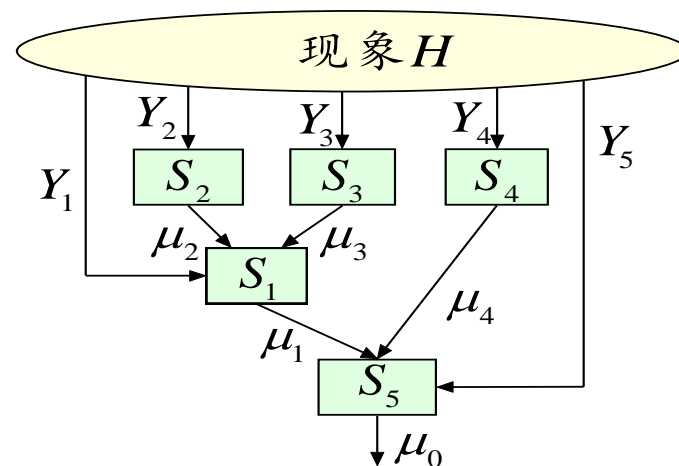 现象H
Y₂ Y₃ Y₄ Y₅
Y₁ S₂ S₃ S₄
μ₂ μ₃
S₁
μ₁ μ₄
S₅
μ₀